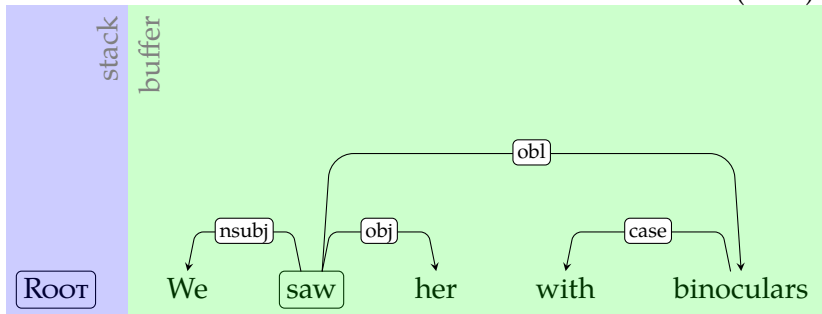 stack
buffer
obl
nsubj obj case
ROOT We saw her with binoculars